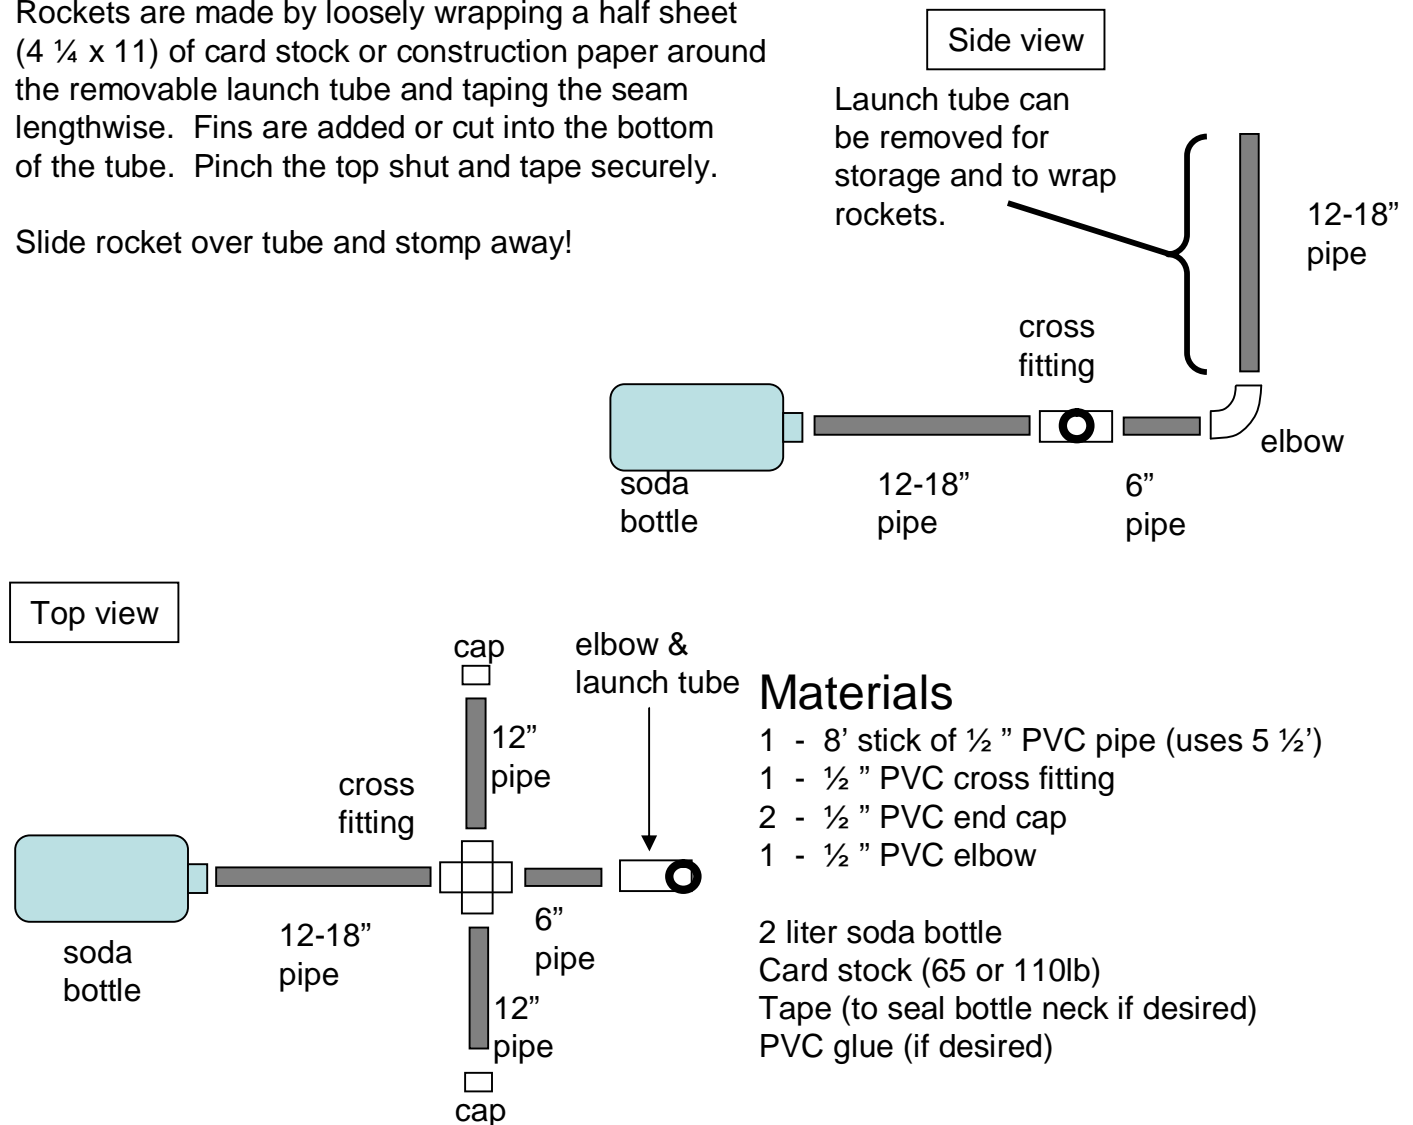 Rockets are made by loosely wrapping a half sheet
(4 ¼ x 11) of card stock or construction paper around
the removable launch tube and taping the seam
lengthwise.  Fins are added or cut into the bottom
of the tube.  Pinch the top shut and tape securely.
Slide rocket over tube and stomp away!
Side view
Launch tube can
be removed for
storage and to wrap
rockets.
12-18”
pipe
cross
fitting
elbow
soda
bottle
12-18”
pipe
6”
pipe
Top view
cap
elbow &
launch tube
12”
pipe
cross
fitting
soda
bottle
12-18”
pipe
6”
pipe
12”
pipe
cap
Materials
1  -  8’ stick of ½ ” PVC pipe (uses 5 ½’)
1  -  ½ ” PVC cross fitting
2  -  ½ ” PVC end cap
1  -  ½ ” PVC elbow
2 liter soda bottle
Card stock (65 or 110lb)
Tape (to seal bottle neck if desired)
PVC glue (if desired)